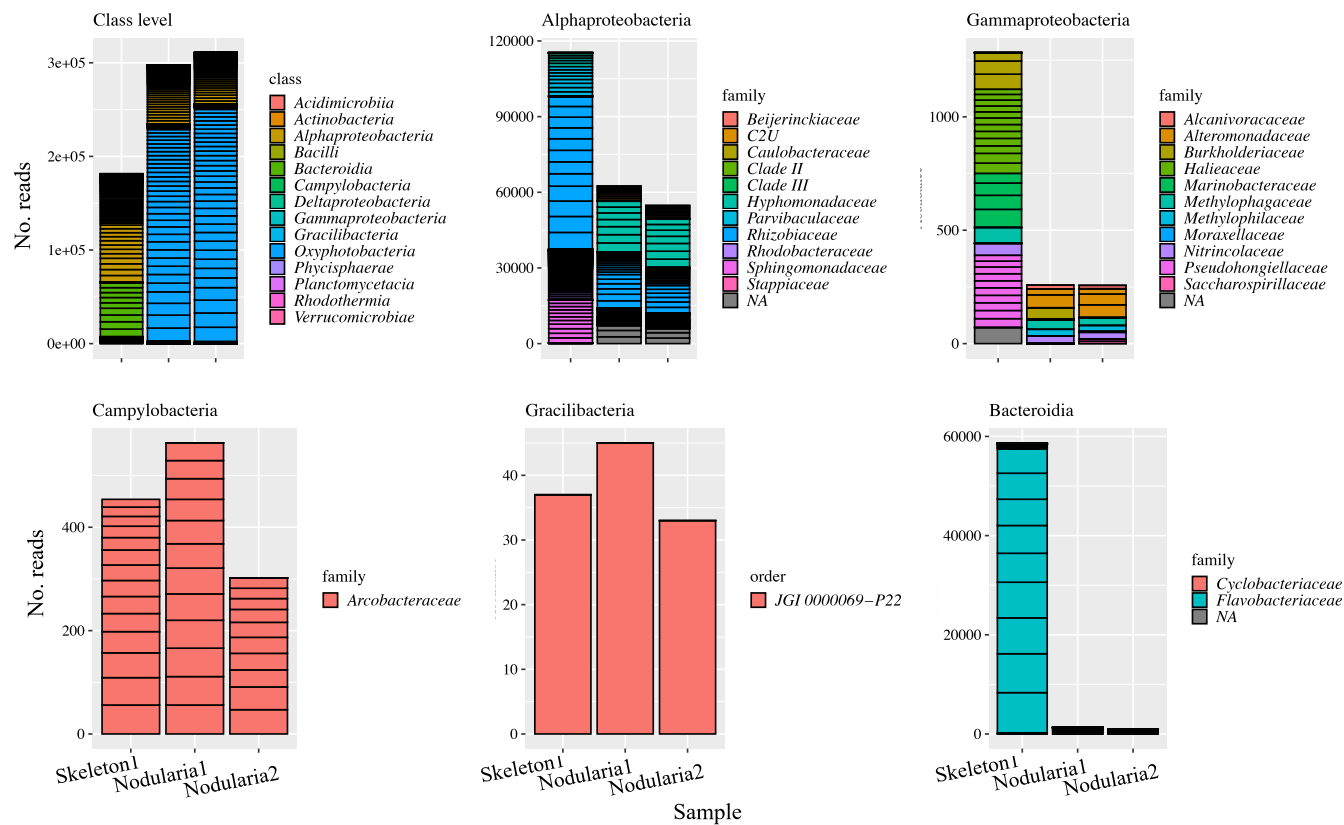 Class level
3e+05
2e+05
1e+05
0e+00
No. reads
class
Acidimicrobiia
Actinobacteria
Alphaproteobacteria
Bacilli
Bacteroidia
Campylobacteria
Deltaproteobacteria
Gammaproteobacteria
Gracilibacteria
Oxyphotobacteria
Phycisphaerae
Planctomycetacia
Rhodothermia
Verrucomicrobiae
Alphaproteobacteria
120000
90000
60000
30000
0
family
Beijerinckiaceae
C2U
Caulobacteraceae
Clade II
Clade III
Hyphomonadaceae
Parvibaculaceae
Rhizobiaceae
Rhodobacteraceae
Sphingomonadaceae
Stappiaceae
NA
Gammaproteobacteria
1000
500
0
family
Alcanivoracaceae
Alteromonadaceae
Burkholderiaceae
Halieaceae
Marinobacteraceae
Methylophagaceae
Methylophilaceae
Moraxellaceae
Nitrincolaceae
Pseudohongiellaceae
Saccharospirillaceae
NA
Campylobacteria
400
200
0
No. reads
Skeleton1
Nodularia1
Nodularia2
family
Arcobacteraceae
Gracilibacteria
40
30
20
10
0
Skeleton1
Nodularia1
Nodularia2
order
JGI 0000069−P22
Bacteroidia
60000
40000
20000
0
Skeleton1
Nodularia1
Nodularia2
family
Cyclobacteriaceae
Flavobacteriaceae
NA
Sample